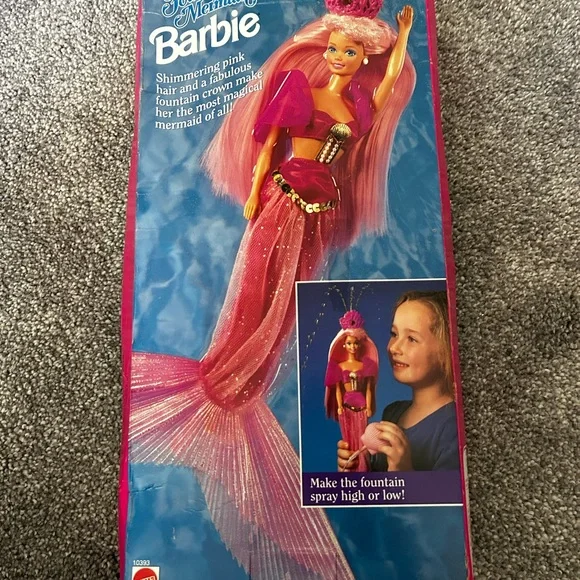 Barbie
Shimmering pink
hair and a fabulous
fountain crown make
her the most magical
mermaid of all!
Make the fountain
spray high or low!
10393